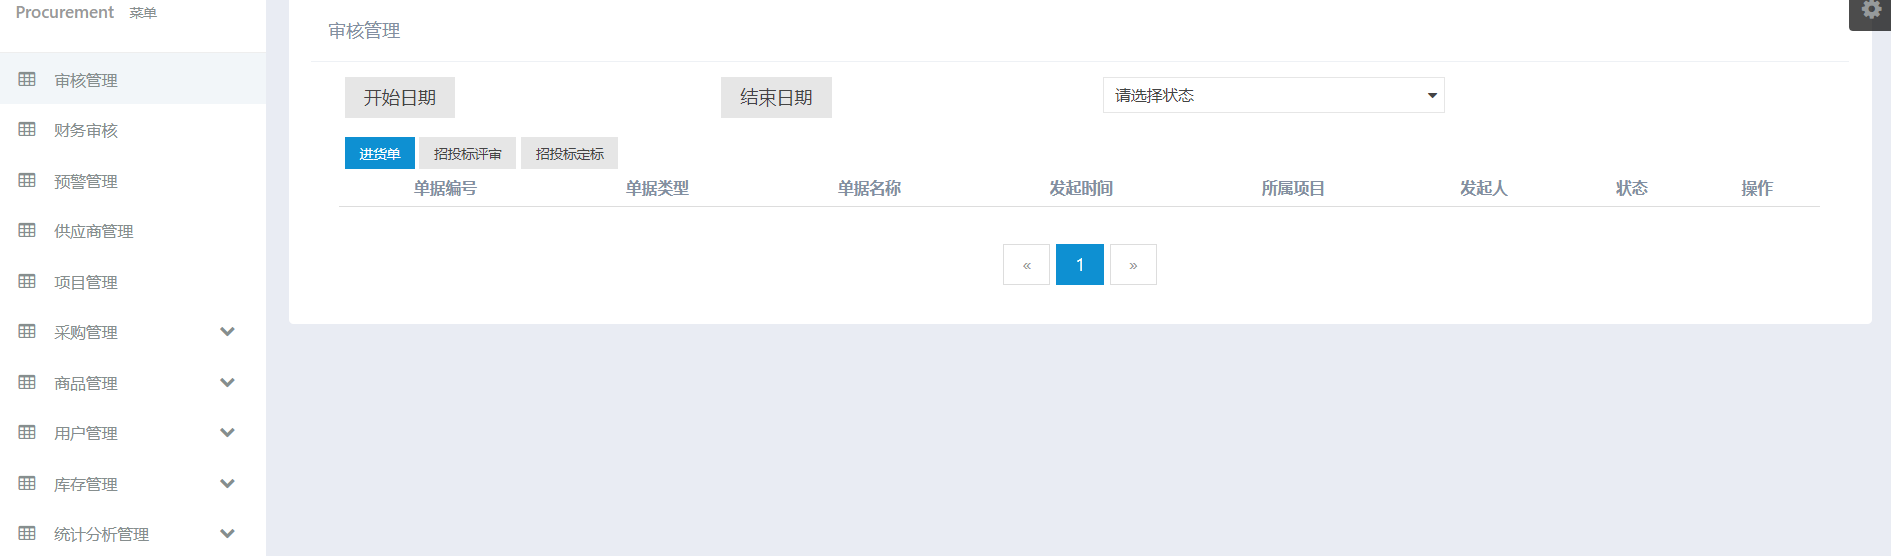 Procurement 菜单
审核管理
财务审核
预警管理
供应商管理
项目管理
采购管理
商品管理
用户管理
库存管理
统计分析管理
审核管理
开始日期 结束日期 请选择状态
进货单 招投标评审 招投标定标
单据编号 单据类型 单据名称 发起时间 所属项目 发起人 状态 操作
« 1 »